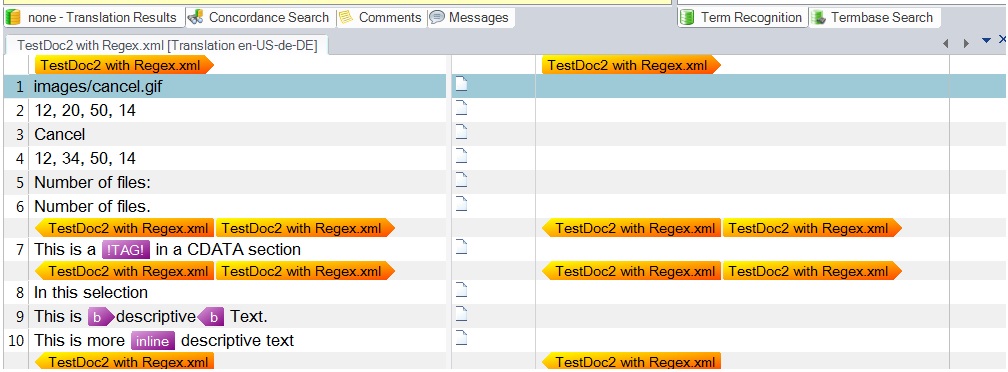 none - Translation Results Concordance Search Comments Messages Term Recognition Termbase Search
TestDoc2 with Regex.xml [Translation en-US-de-DE]
TestDoc2 with Regex.xml TestDoc2 with Regex.xml
1 images/cancel.gif
2 12, 20, 50, 14
3 Cancel
4 12, 34, 50, 14
5 Number of files:
6 Number of files.
TestDoc2 with Regex.xml TestDoc2 with Regex.xml TestDoc2 with Regex.xml TestDoc2 with Regex.xml
7 This is a !TAG! in a CDATA section
TestDoc2 with Regex.xml TestDoc2 with Regex.xml TestDoc2 with Regex.xml TestDoc2 with Regex.xml
8 In this selection
9 This is b descriptive b Text.
10 This is more inline descriptive text
TestDoc2 with Regex.xml TestDoc2 with Regex.xml